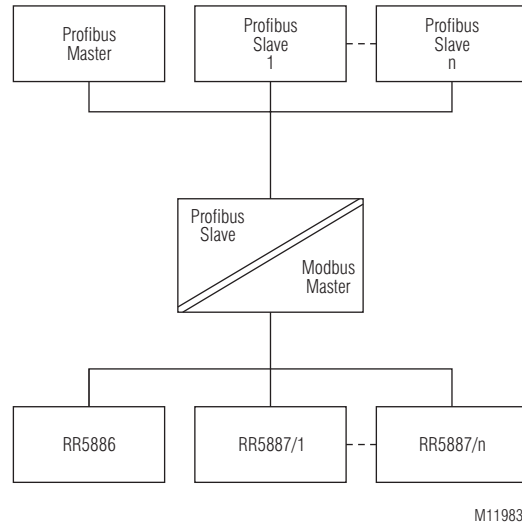 Profibus
Master
Profibus
Slave
1
Profibus
Slave
n
Profibus
Slave
Modbus
Master
RR5886
RR5887/1
RR5887/n
M11983